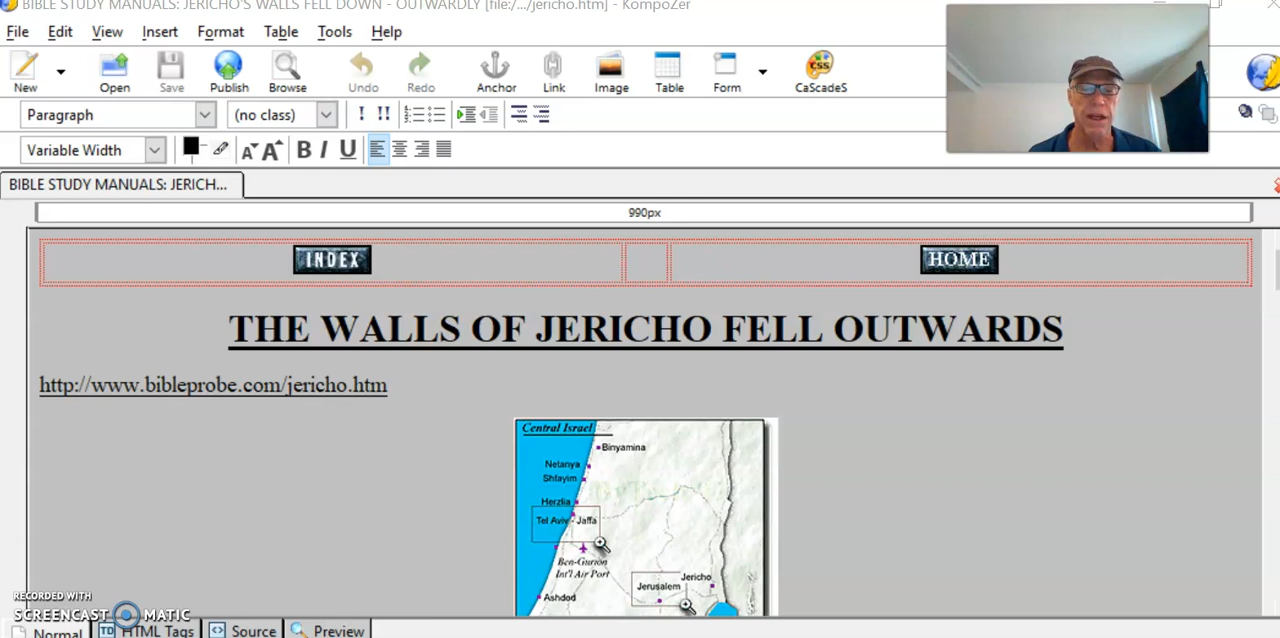 BIBLE STUDY MANUALS: JERICHO'S WALLS FELL DOWN - OUTWARDLY [file:/.../jericho.htm] - KompoZer
File Edit View Insert Format Table Tools Help
New Open Save Publish Browse Undo Redo Anchor Link Image Table Form CSS CaScadeS
Paragraph (no class) ! !!
Variable Width A A B I U
BIBLE STUDY MANUALS: JERICH...
990px
INDEX HOME
THE WALLS OF JERICHO FELL OUTWARDS
http://www.bibleprobe.com/jericho.htm
Central Israel
Binyamina
Netanya
Shfayim
Herzlia
Tel Aviv - Jaffa
Ben-Gurion
Int'l Air Port
Jericho
Jerusalem
Ashdod
RECORDED WITH
SCREENCAST MATIC
Normal TD HTML Tags Source Preview